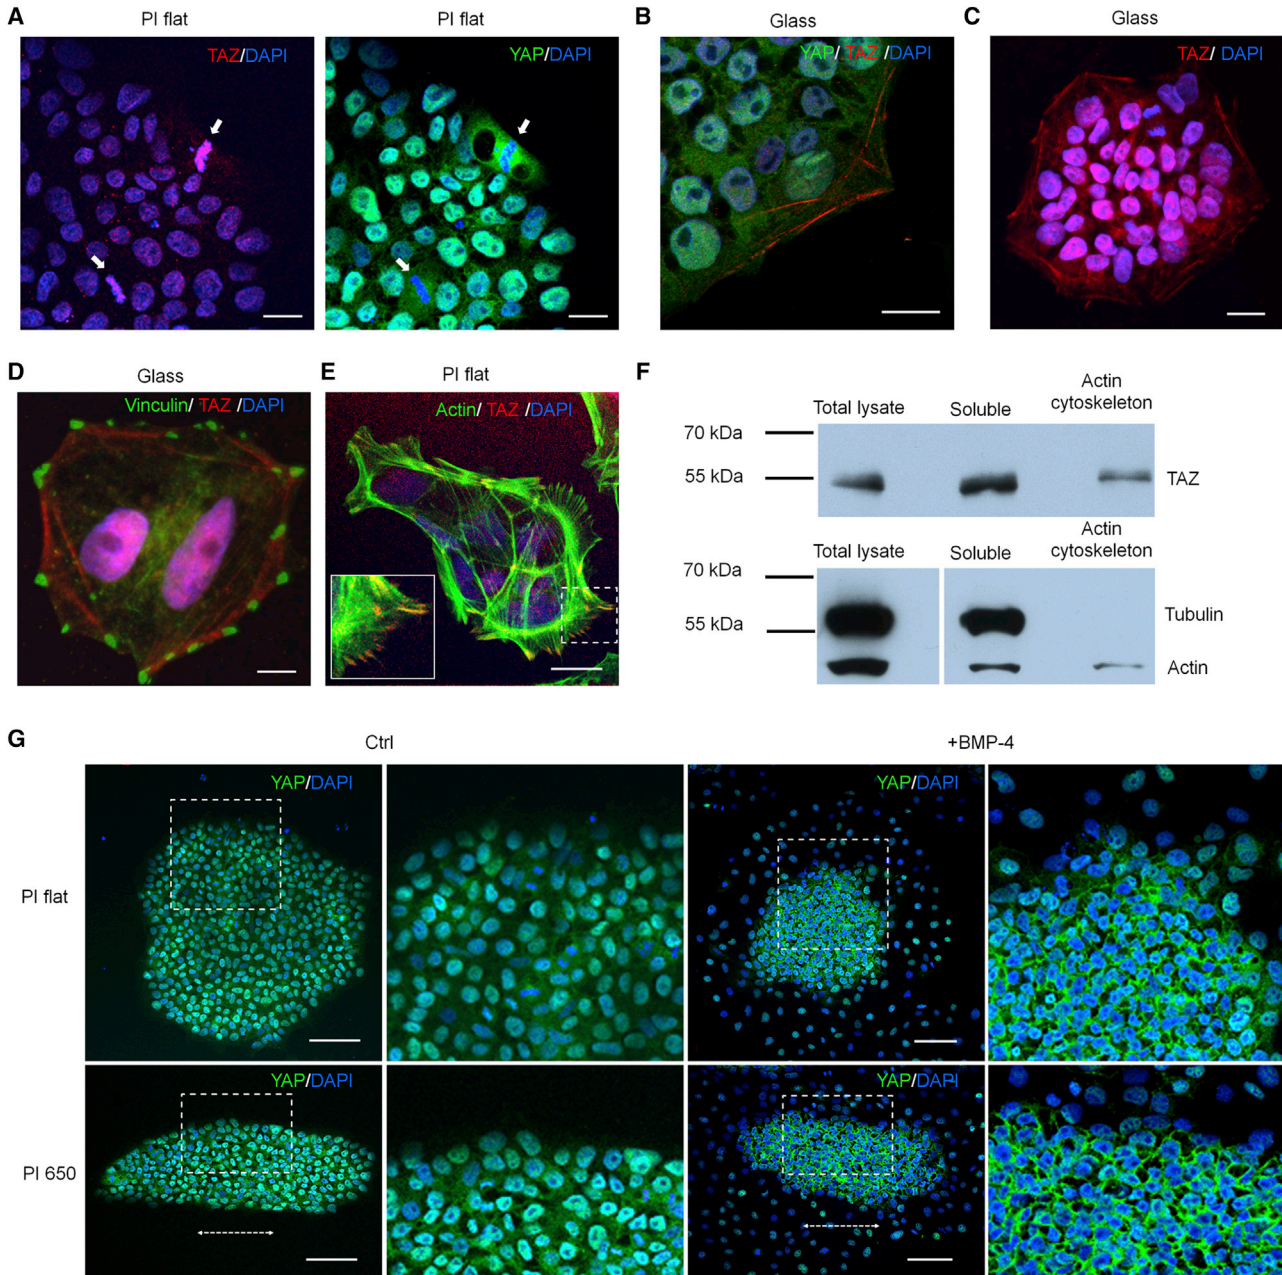 A
PI flat
TAZ/DAPI
PI flat
YAP/DAPI
B
Glass
YAP/ TAZ /DAPI
C
Glass
TAZ/ DAPI
D
Glass
Vinculin/ TAZ /DAPI
E
PI flat
Actin/ TAZ /DAPI
F
Total lysate
Soluble
Actin
cytoskeleton
70 kDa
55 kDa
TAZ
Total lysate
Soluble
Actin
cytoskeleton
70 kDa
55 kDa
Tubulin
Actin
G
Ctrl
+BMP-4
PI flat
YAP/DAPI
YAP/DAPI
PI 650
YAP/DAPI
YAP/DAPI